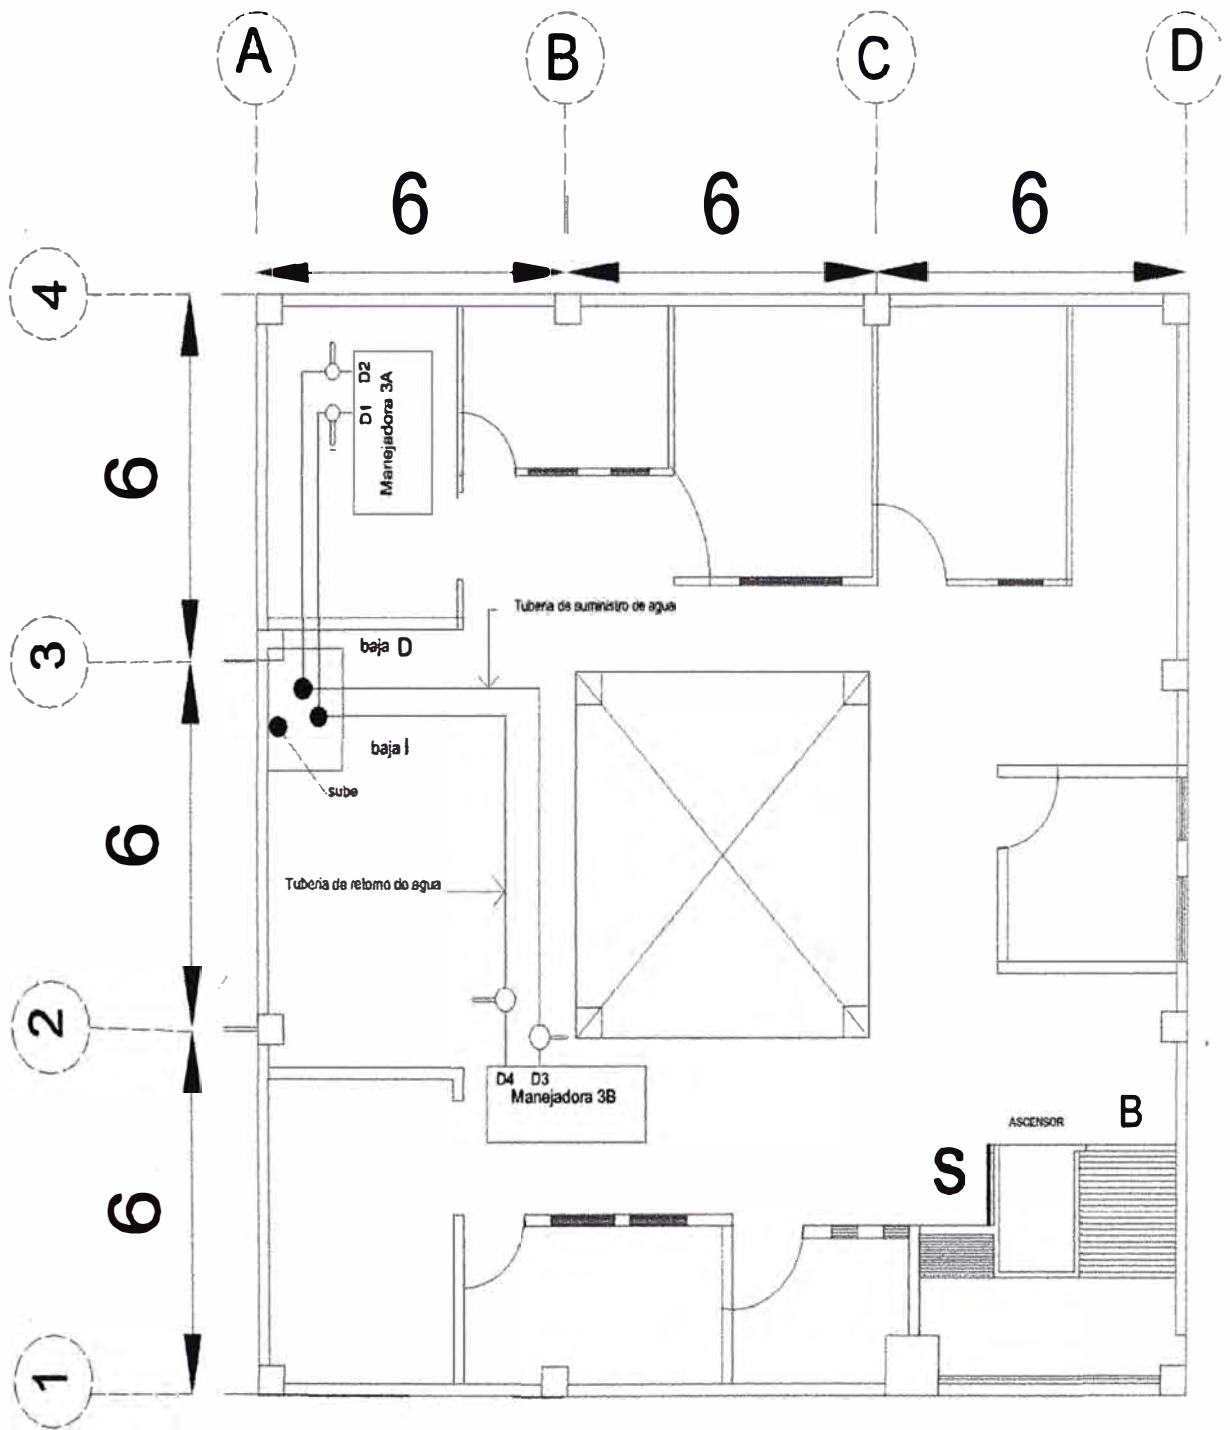 A
B
C
D
6
6
6
4
D2
D1
Manejadora 3A
6
Tuberia de suministro de agua
3
baja D
baja I
sube
6
Tuberia de retorno do agua
2
D4 D3
Manejadora 3B
ASCENSOR
B
S
6
1